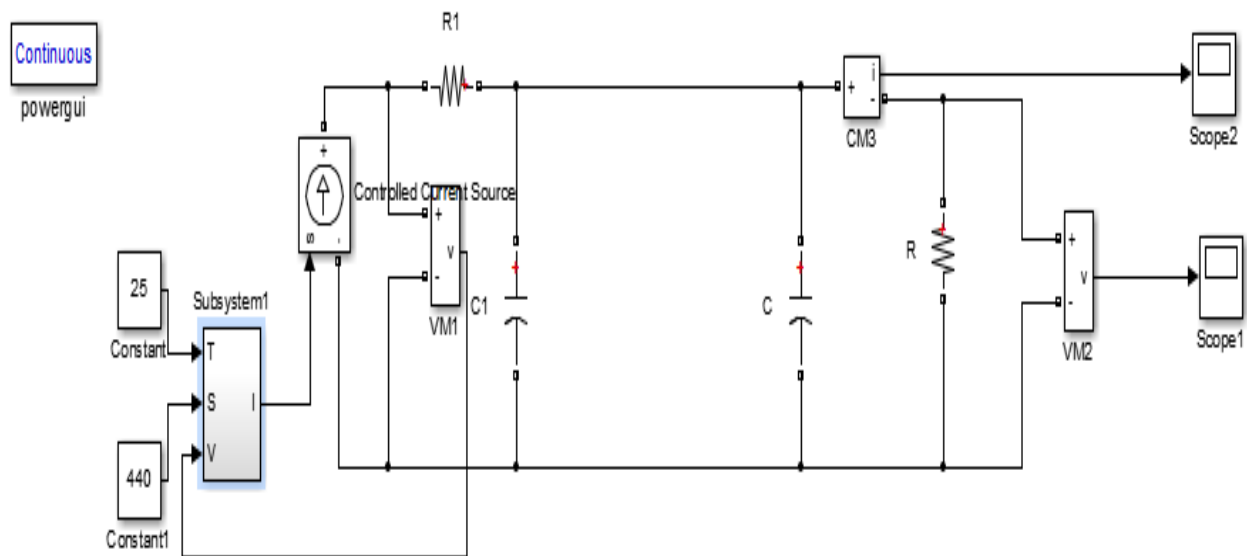 Continuous
powergui
R1
+
i
-
CM3
Scope2
+
s
-
Controlled Current Source
+
v
-
VM1
C1
C
R
+
v
-
VM2
Scope1
25
Constant
Subsystem1
T
S
V
I
440
Constant1